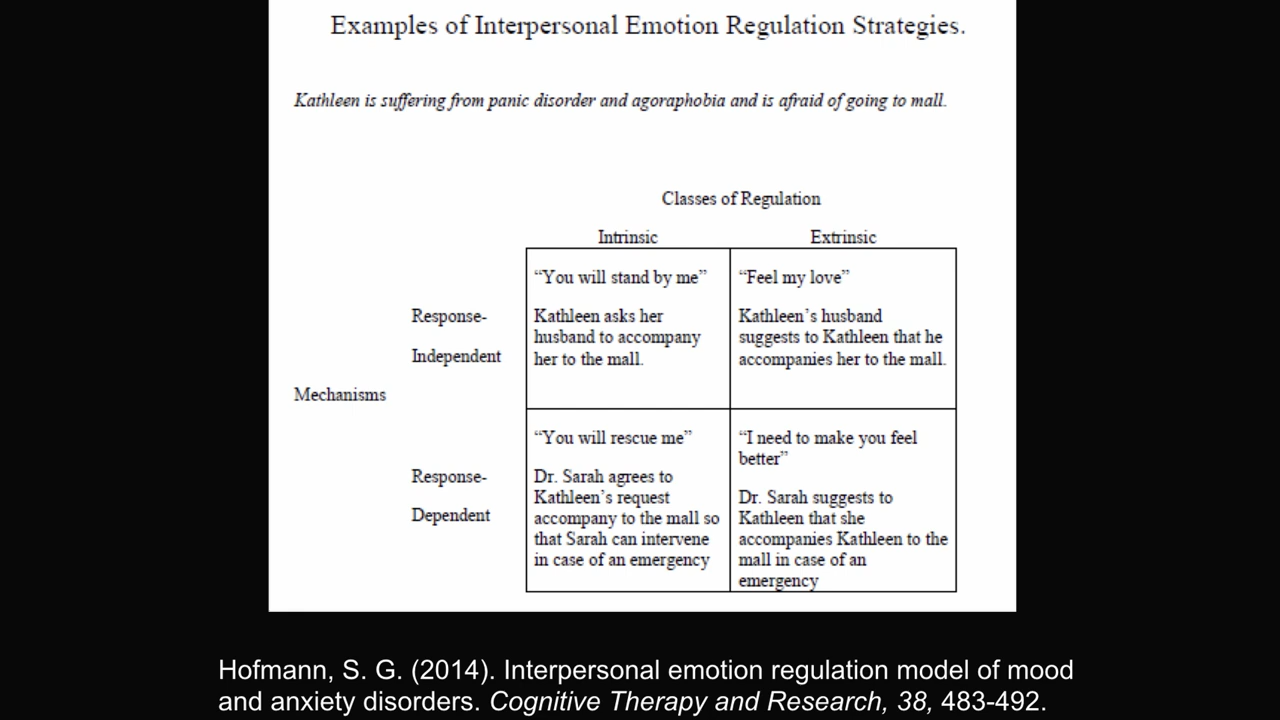 Examples of Interpersonal Emotion Regulation Strategies.
Kathleen is suffering from panic disorder and agoraphobia and is afraid of going to mall.
Classes of Regulation
Intrinsic
Extrinsic
Mechanisms
Response-
Independent
“You will stand by me”
Kathleen asks her
husband to accompany
her to the mall.
“Feel my love”
Kathleen’s husband
suggests to Kathleen that he
accompanies her to the mall.
Response-
Dependent
“You will rescue me”
Dr. Sarah agrees to
Kathleen’s request
accompany to the mall so
that Sarah can intervene
in case of an emergency
“I need to make you feel
better”
Dr. Sarah suggests to
Kathleen that she
accompanies Kathleen to the
mall in case of an
emergency
Hofmann, S. G. (2014). Interpersonal emotion regulation model of mood
and anxiety disorders. Cognitive Therapy and Research, 38, 483-492.